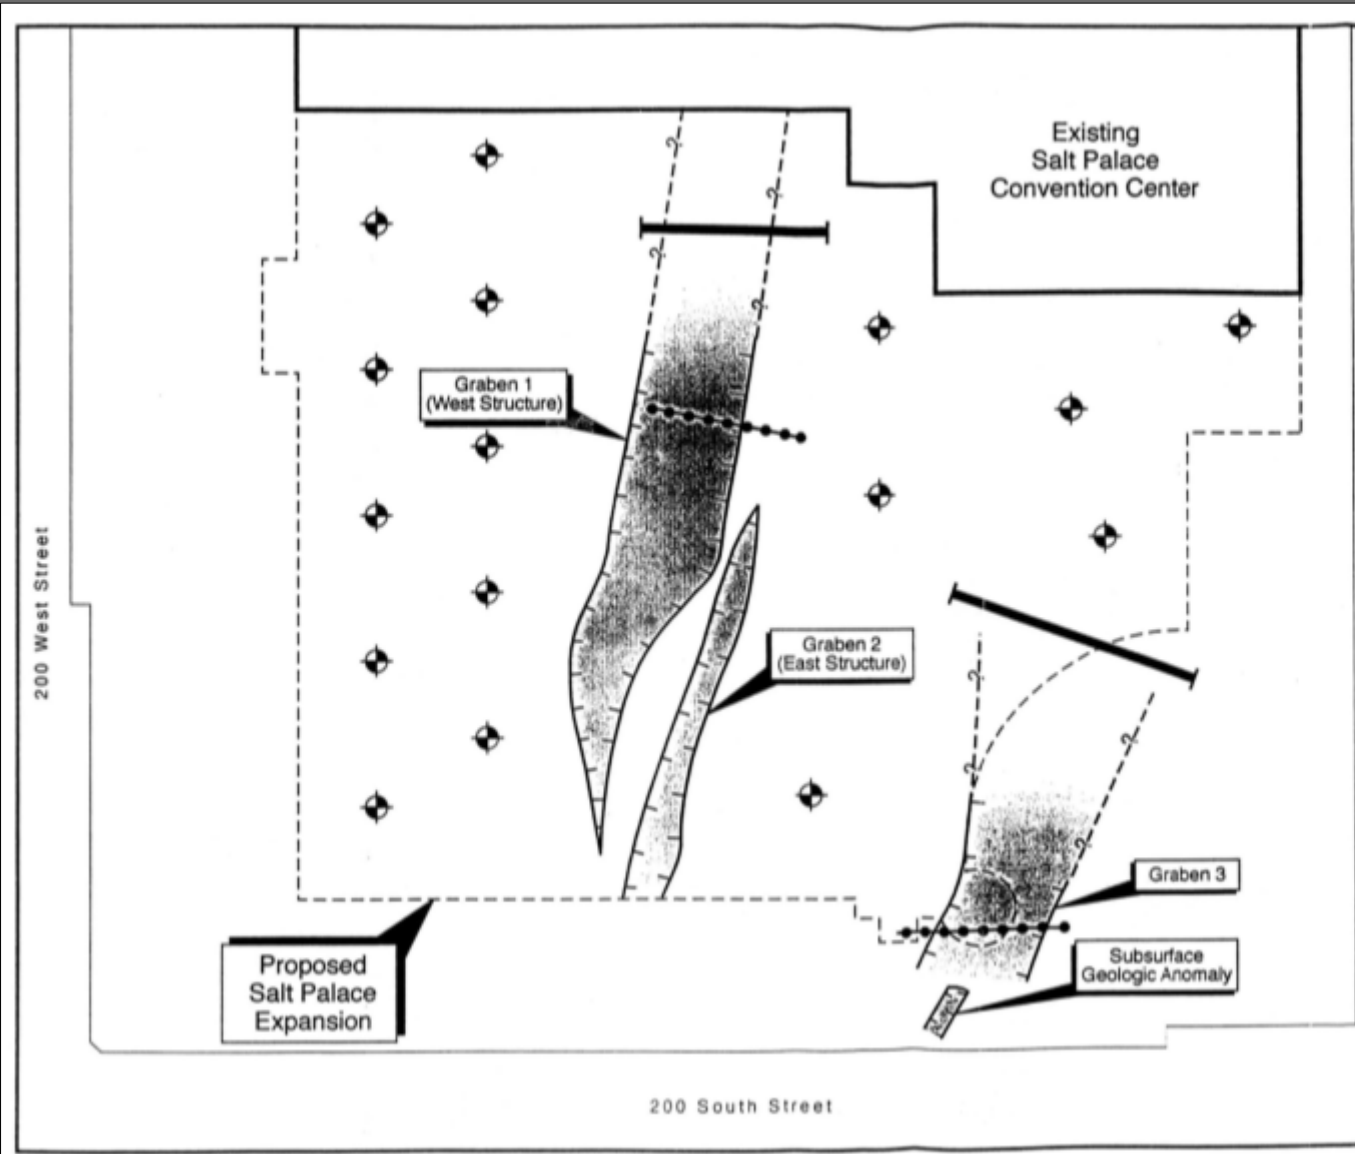 Existing
Salt Palace
Convention Center
?
?
?
?
Graben 1
(West Structure)
Graben 2
(East Structure)
?
?
?
?
Graben 3
Subsurface
Geologic Anomaly
Proposed
Salt Palace
Expansion
200 West Street
200 South Street